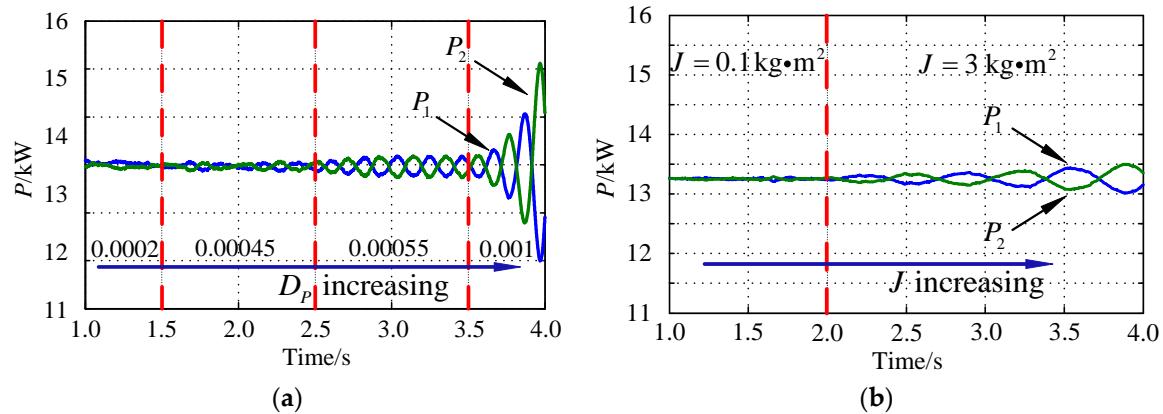 16
15
14
13
12
11
P/kW
P₂
P₁
0.0002 0.00045 0.00055 0.001
D_P increasing
1.0 1.5 2.0 2.5 3.0 3.5 4.0
Time/s
(a)
16
15
14
13
12
11
P/kW
J = 0.1 kg•m² J = 3 kg•m²
P₁
P₂
J increasing
1.0 1.5 2.0 2.5 3.0 3.5 4.0
Time/s
(b)